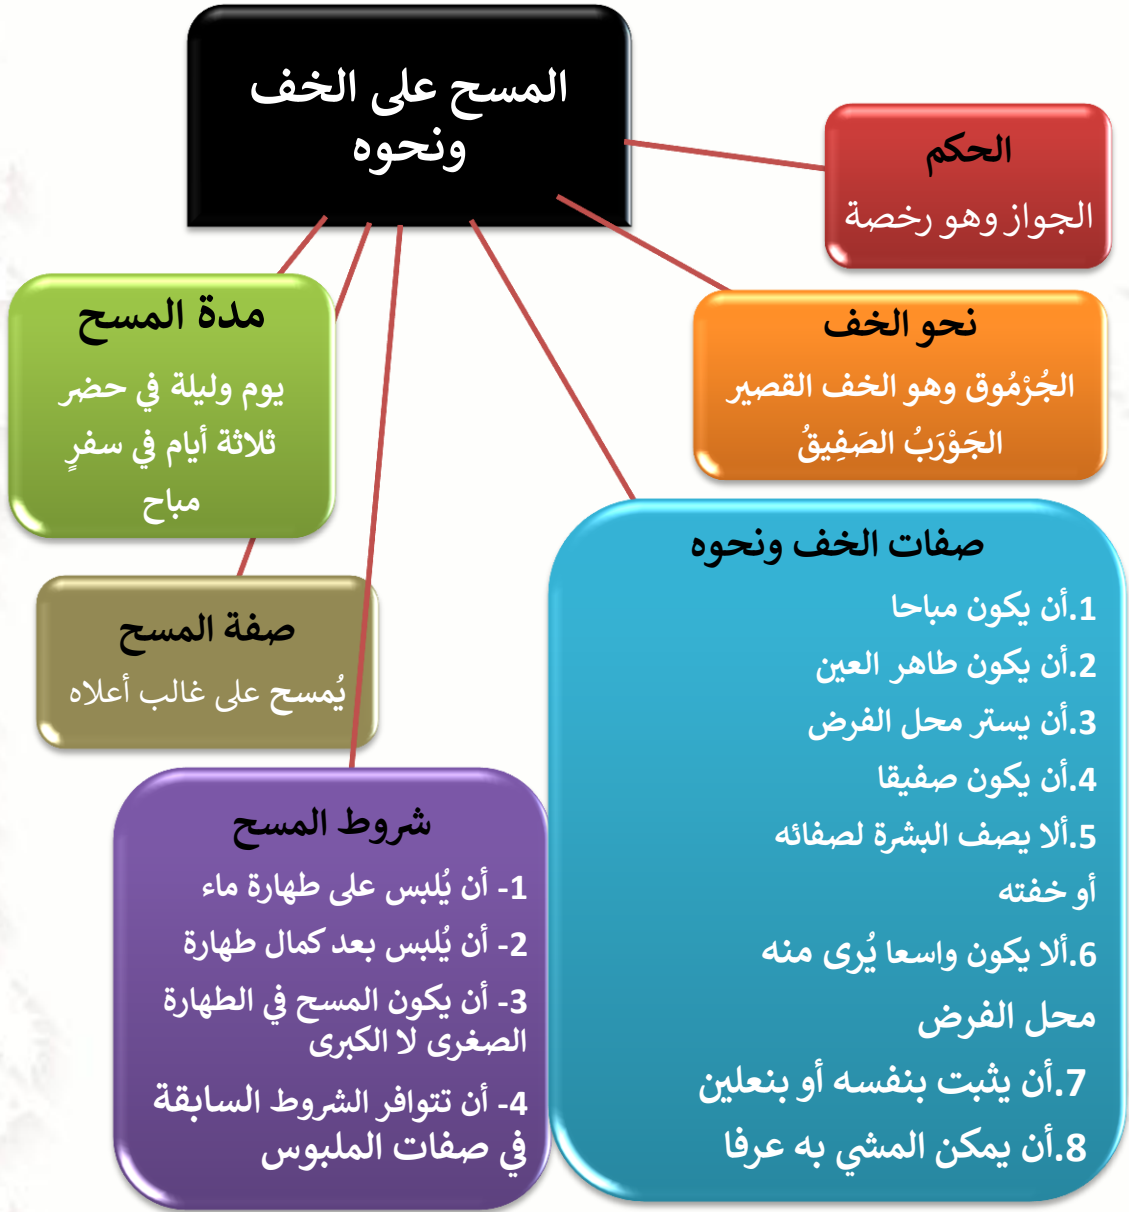 المسح على الخف
ونحوه
الحكم
الجواز وهو رخصة
نحو الخف
الجُرْمُوق وهو الخف القصير
الجَوْرَبُ الصَفِيقُ
صفات الخف ونحوه
1.أن يكون مباحا
2.أن يكون طاهر العين
3.أن يستر محل الفرض
4.أن يكون صفيقا
5.ألا يصف البشرة لصفائه
أو خفته
6.ألا يكون واسعا يُرى منه
محل الفرض
7.أن يثبت بنفسه أو بنعلين
8.أن يمكن المشي به عرفا
شروط المسح
1- أن يُلبس على طهارة ماء
2- أن يُلبس بعد كمال طهارة
3- أن يكون المسح في الطهارة
الصغرى لا الكبرى
4- أن تتوافر الشروط السابقة
في صفات الملبوس
صفة المسح
يُمسح على غالب أعلاه
مدة المسح
يوم وليلة في حضر
ثلاثة أيام في سفرٍ
مباح